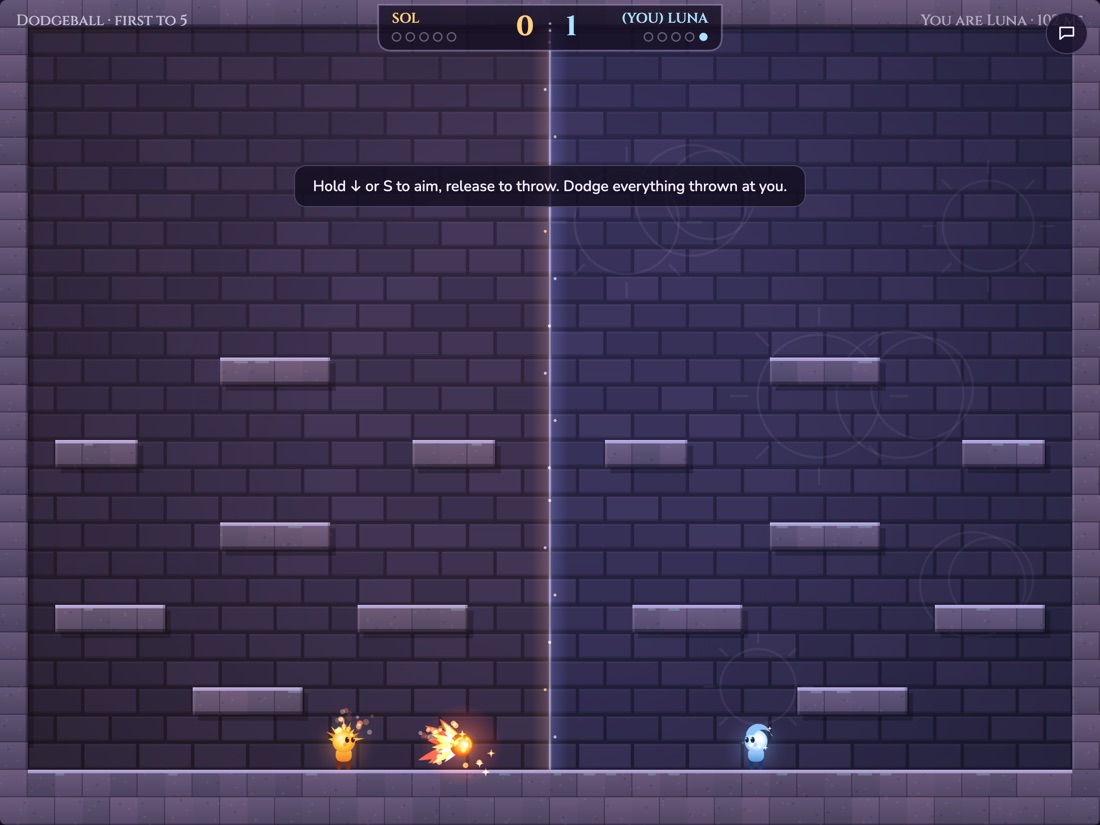 Dodgeball · first to 5
SOL
0 : 1
(YOU) LUNA
You are Luna ·
Hold ↓ or S to aim, release to throw. Dodge everything thrown at you.